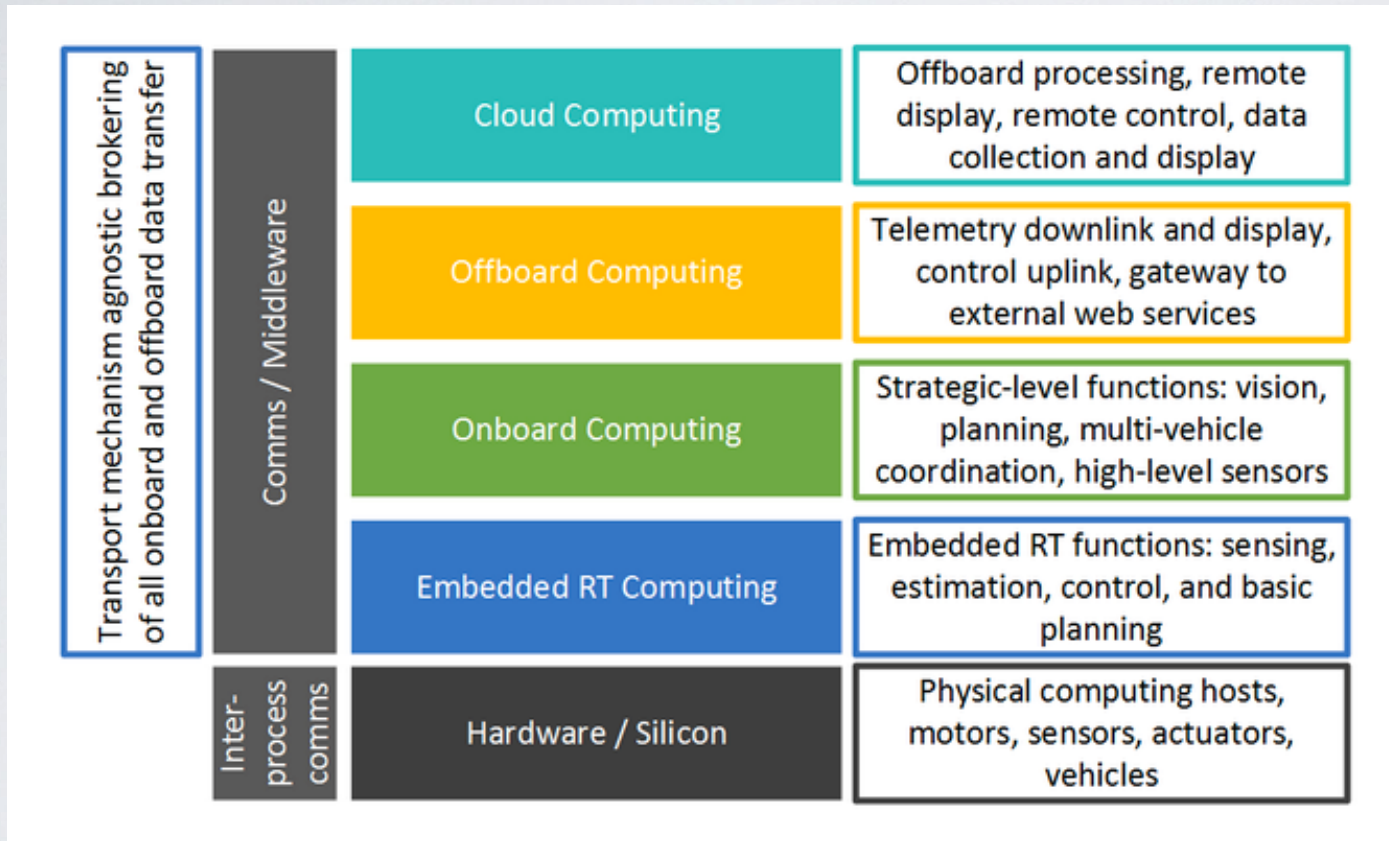 Transport mechanism agnostic brokering
of all onboard and offboard data transfer
Comms / Middleware
Cloud Computing
Offboard processing, remote
display, remote control, data
collection and display
Offboard Computing
Telemetry downlink and display,
control uplink, gateway to
external web services
Onboard Computing
Strategic-level functions: vision,
planning, multi-vehicle
coordination, high-level sensors
Embedded RT Computing
Embedded RT functions: sensing,
estimation, control, and basic
planning
Inter-
process
comms
Hardware / Silicon
Physical computing hosts,
motors, sensors, actuators,
vehicles